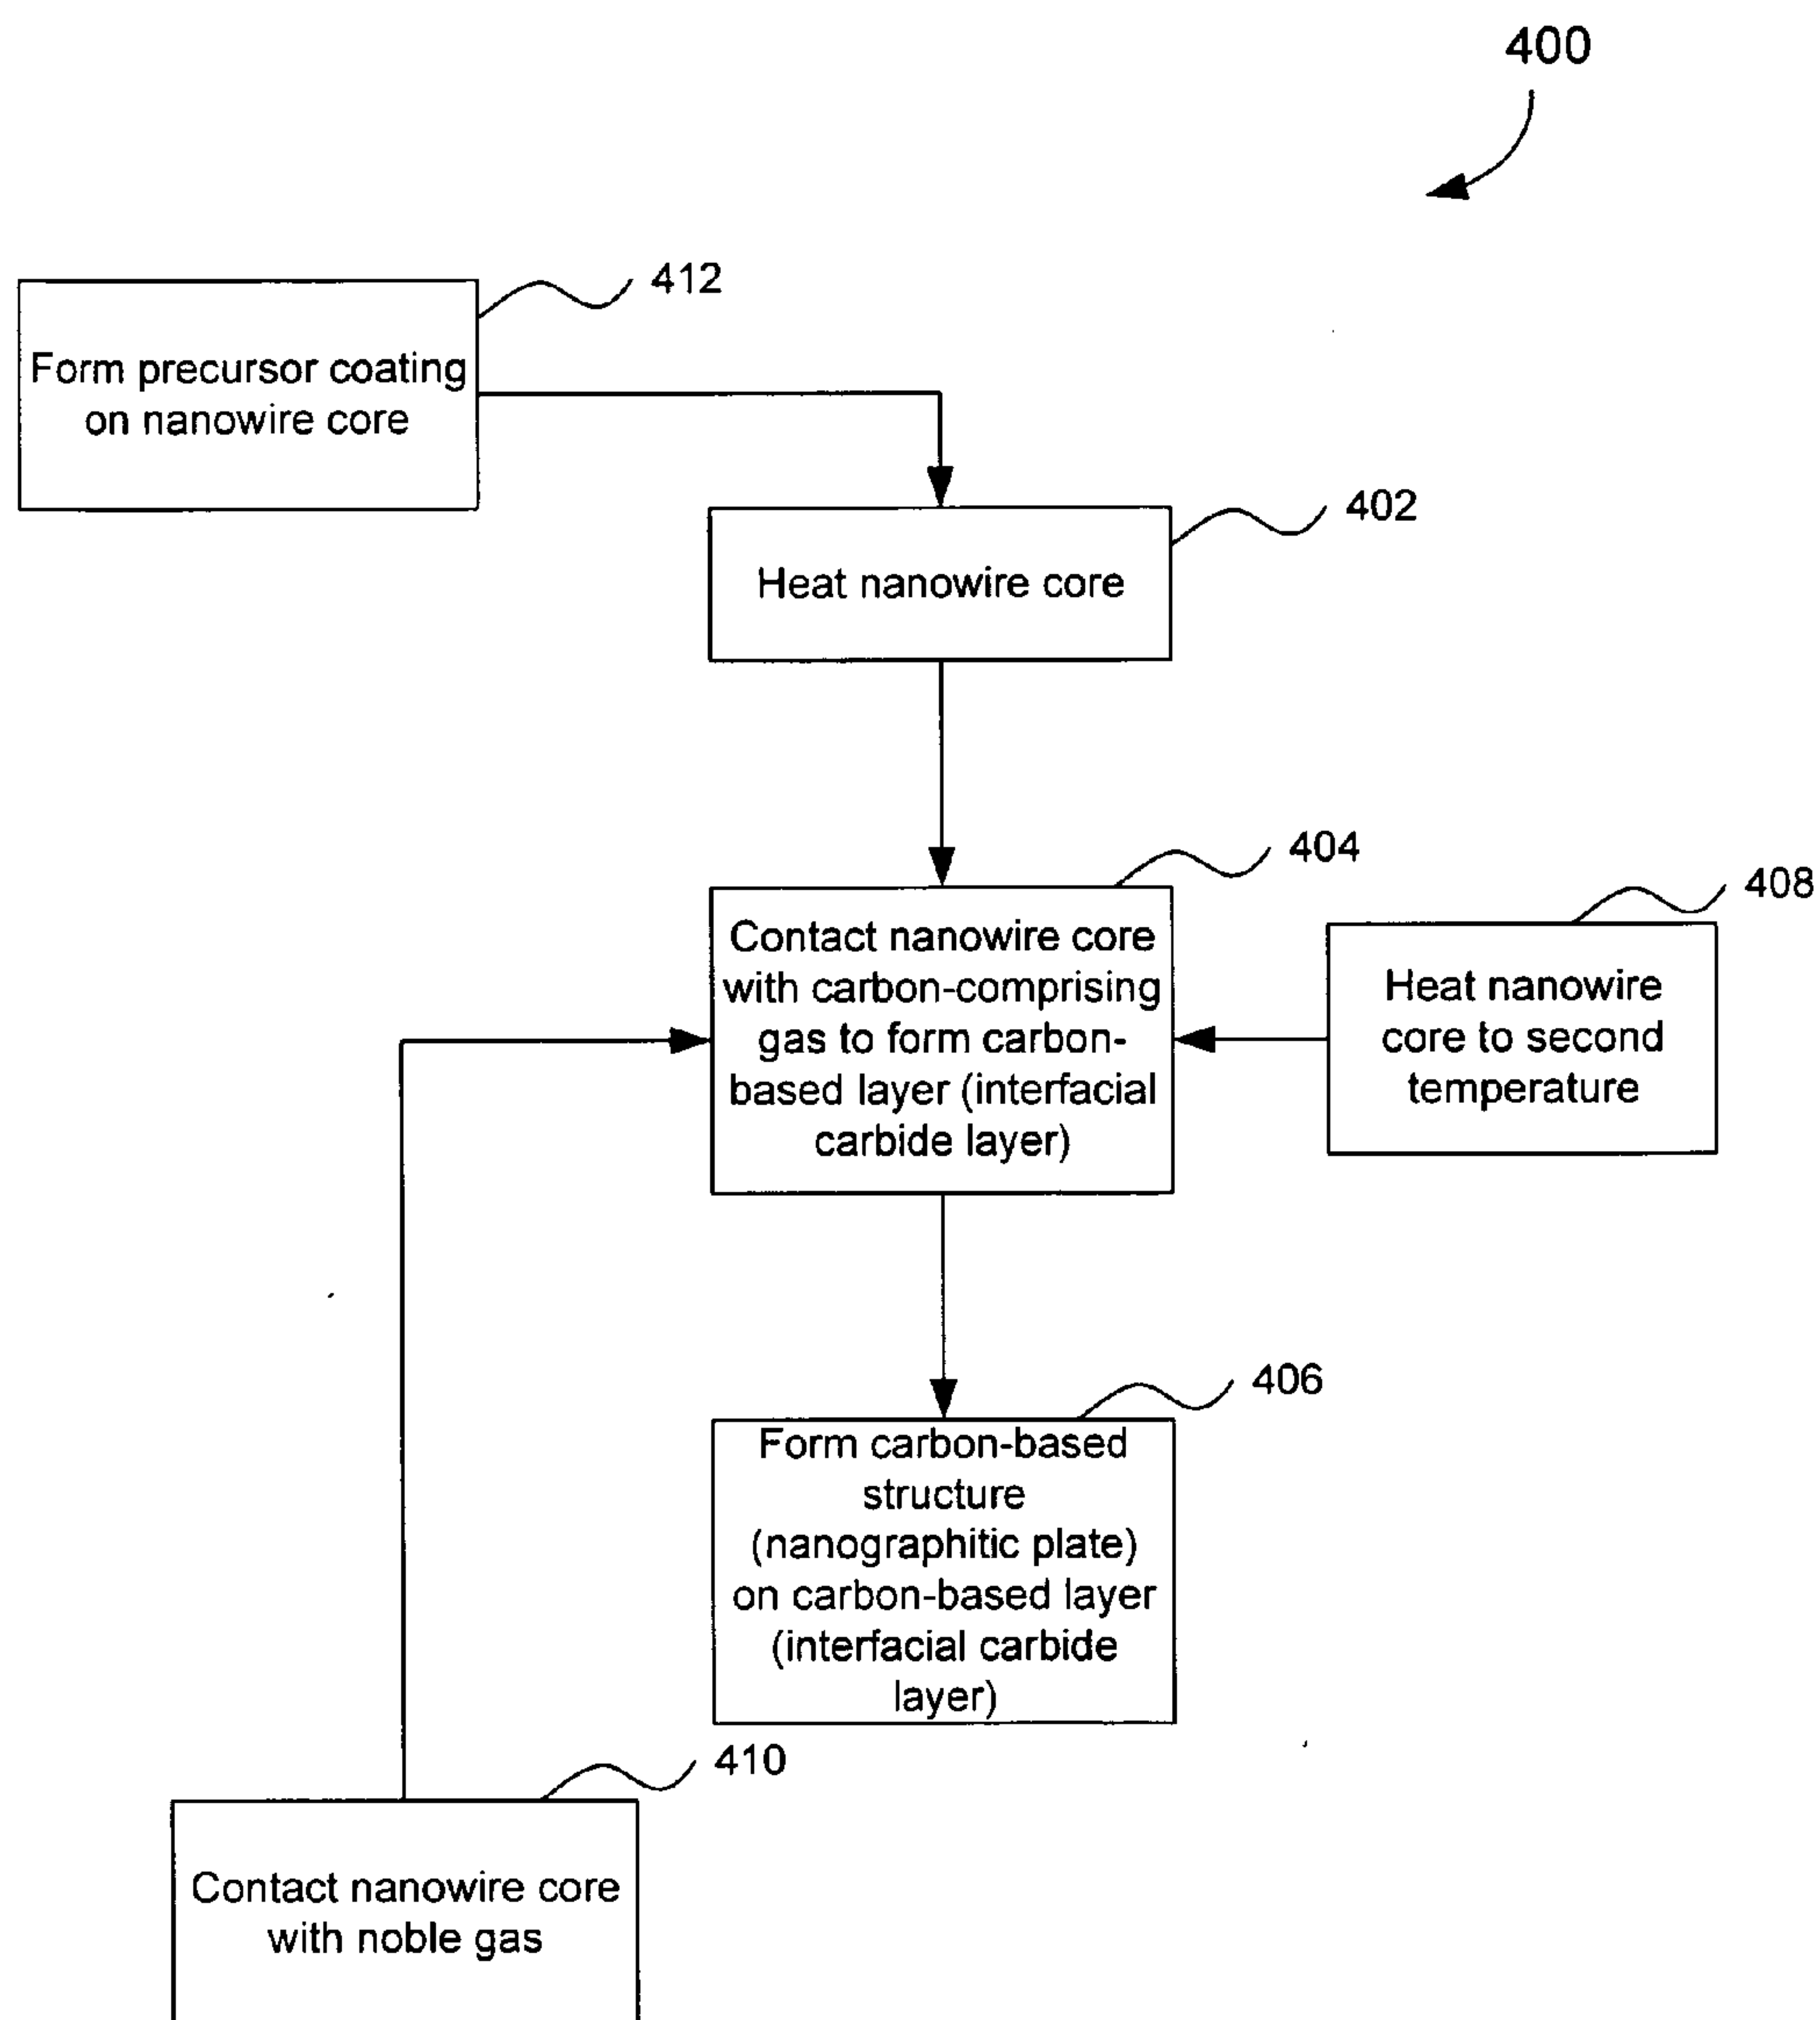 400
412
Form precursor coating
on nanowire core
402
Heat nanowire core
404
Contact nanowire core
with carbon-comprising
gas to form carbon-
based layer (interfacial
carbide layer)
408
Heat nanowire
core to second
temperature
406
Form carbon-based
structure
(nanographitic plate)
on carbon-based layer
(interfacial carbide
layer)
410
Contact nanowire core
with noble gas